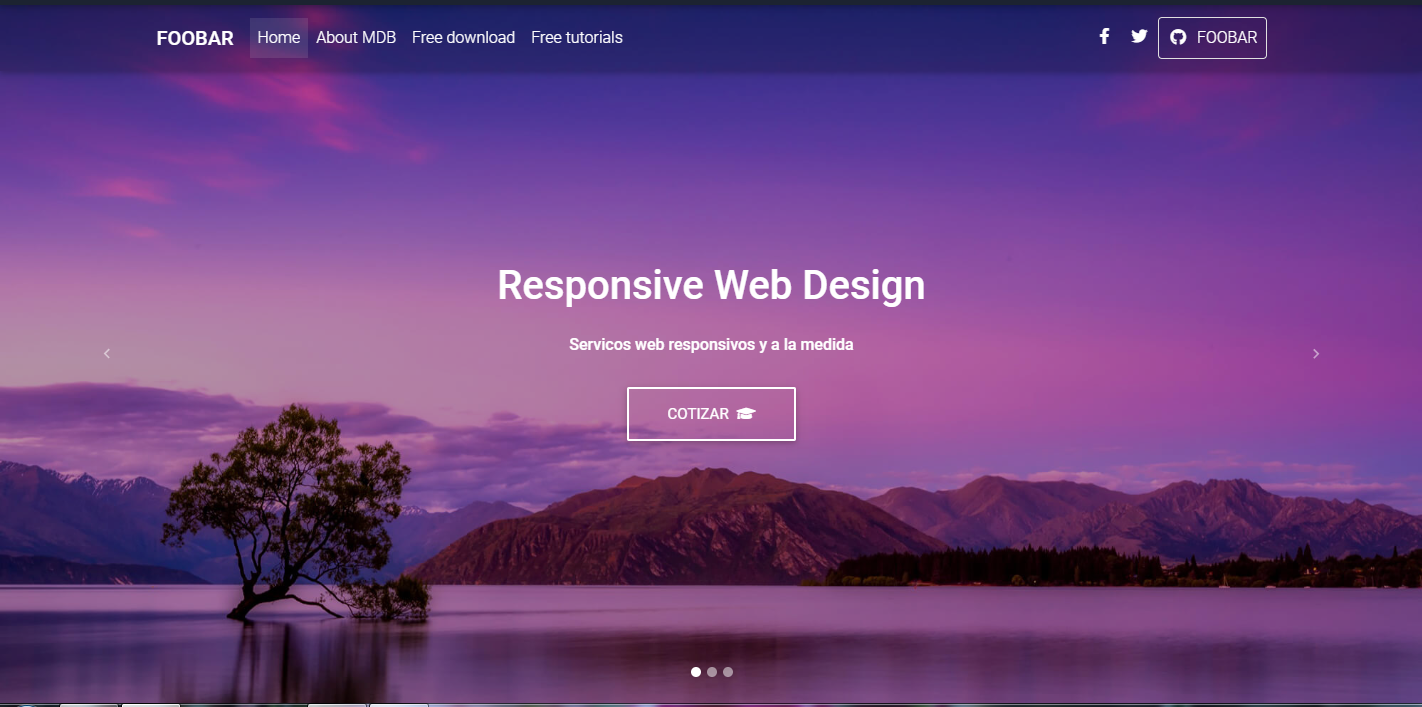 FOOBAR Home About MDB Free download Free tutorials FOOBAR
Responsive Web Design
Servicos web responsivos y a la medida
COTIZAR